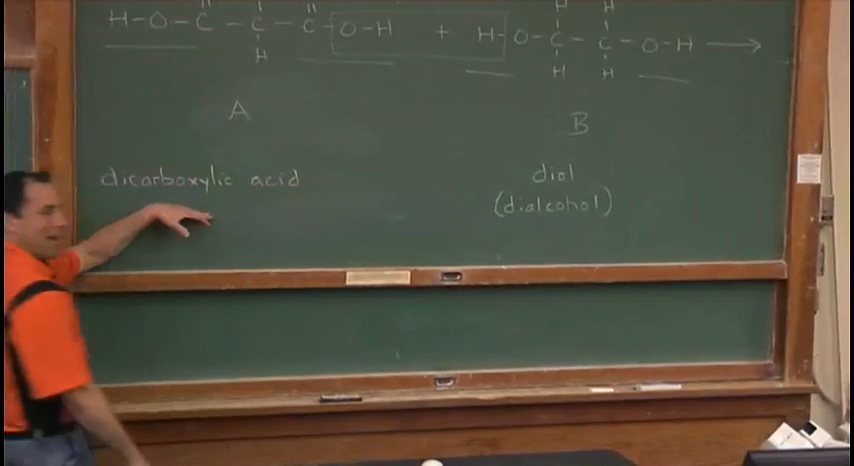 H-O-C-C-C-O-H + H-O-C-C-O-H →
H H H
A B
dicarboxylic acid diol
(dialcohol)